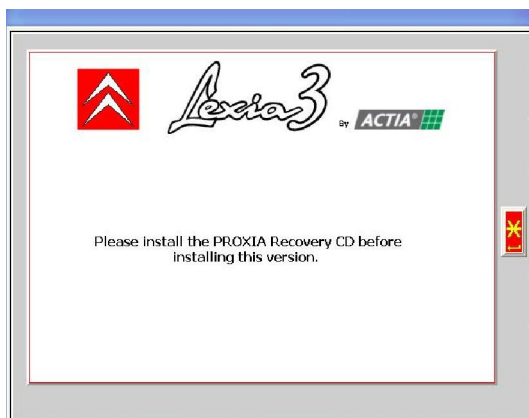 Lexia3
By ACTIA®
Please install the PROXIA Recovery CD before
installing this version.